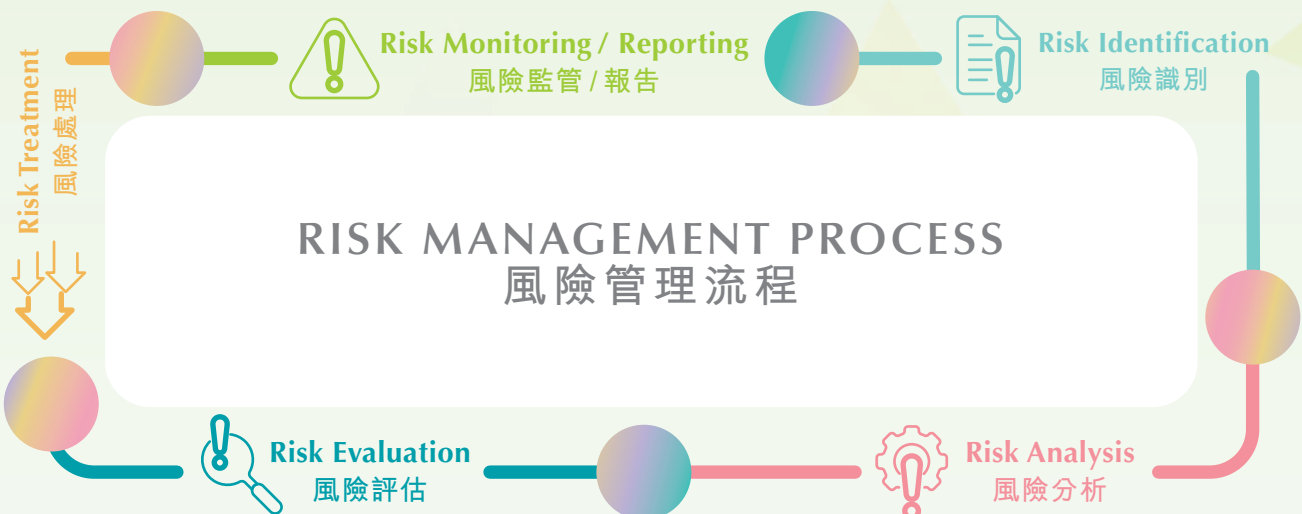 Risk Monitoring / Reporting
風險監管 / 報告
Risk Identification
風險識別
Risk Treatment
風險處理
RISK MANAGEMENT PROCESS
風險管理流程
Risk Evaluation
風險評估
Risk Analysis
風險分析